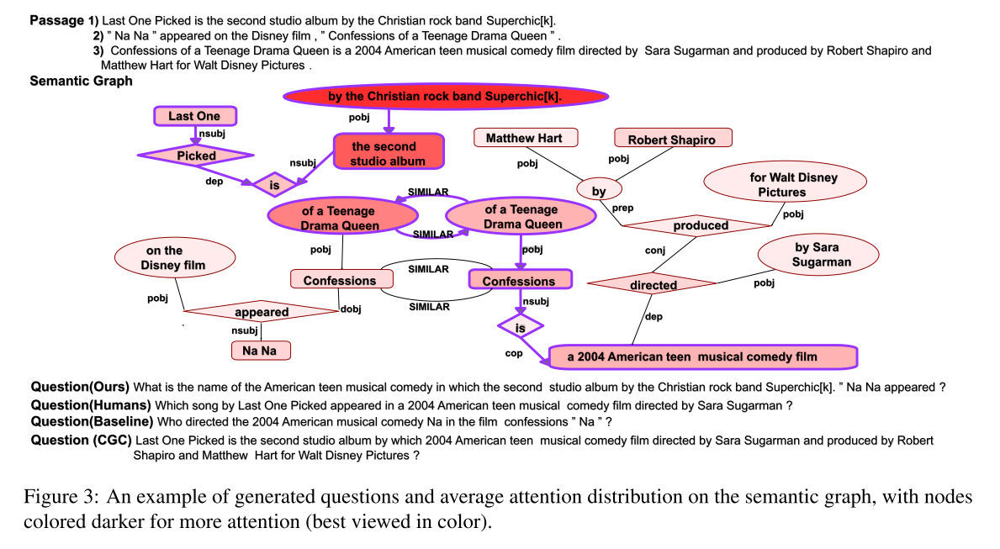 Passage 1) Last One Picked is the second studio album by the Christian rock band Superchic[k].
2) " Na Na " appeared on the Disney film , " Confessions of a Teenage Drama Queen " .
3) Confessions of a Teenage Drama Queen is a 2004 American teen musical comedy film directed by Sara Sugarman and produced by Robert Shapiro and
Matthew Hart for Walt Disney Pictures .
Semantic Graph
by the Christian rock band Superchic[k].
Last One
pobj
nsubj
Picked
the second
studio album
nsubj
dep
is
Matthew Hart
Robert Shapiro
pobj
pobj
by
prep
for Walt Disney
Pictures
pobj
produced
conj
by Sara
Sugarman
pobj
directed
dep
SIMILAR
of a Teenage
Drama Queen
of a Teenage
Drama Queen
SIMILAR
pobj
pobj
on the
Disney film
pobj
Confessions
SIMILAR
Confessions
SIMILAR
appeared
dobj
nsubj
Na Na
nsubj
is
cop
a 2004 American teen musical comedy film
Question(Ours) What is the name of the American teen musical comedy in which the second studio album by the Christian rock band Superchic[k]. " Na Na appeared ?
Question(Humans) Which song by Last One Picked appeared in a 2004 American teen musical comedy film directed by Sara Sugarman ?
Question(Baseline) Who directed the 2004 American musical comedy Na in the film confessions " Na " ?
Question (CGC) Last One Picked is the second studio album by which 2004 American teen musical comedy film directed by Sara Sugarman and produced by Robert
Shapiro and Matthew Hart for Walt Disney Pictures ?
Figure 3: An example of generated questions and average attention distribution on the semantic graph, with nodes
colored darker for more attention (best viewed in color).